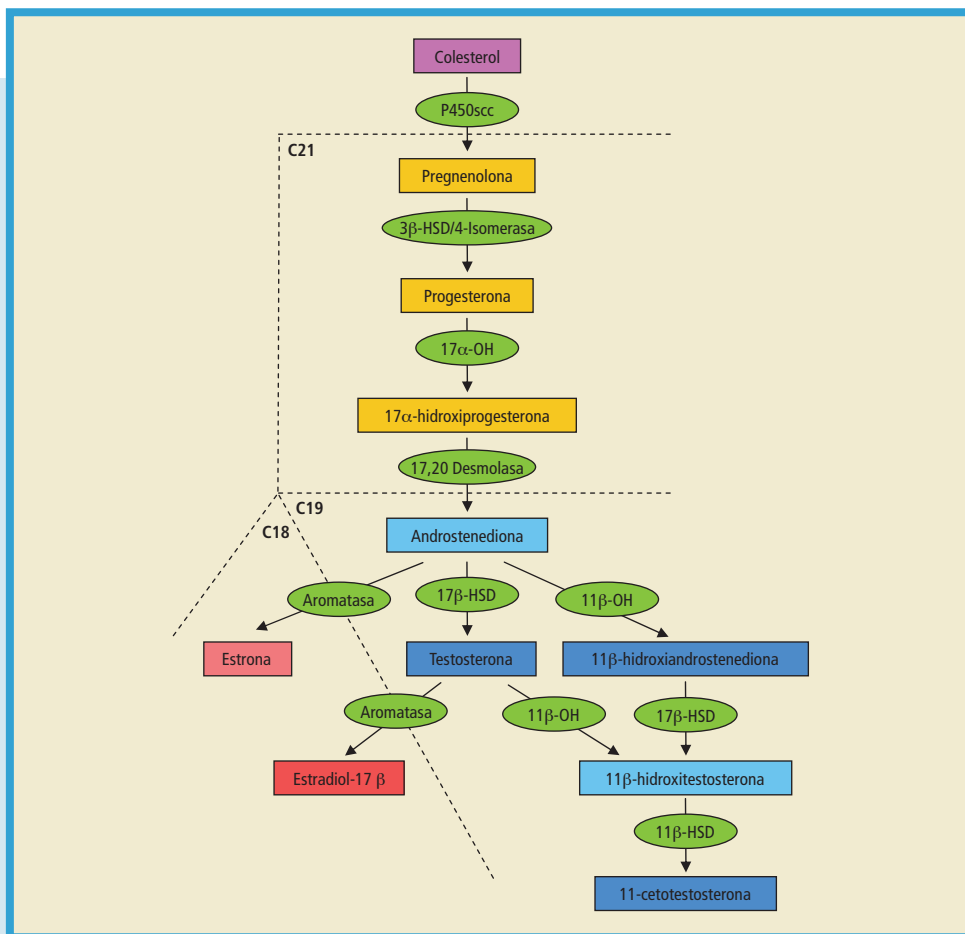 Colesterol
P450scc
C21
Pregnenolona
3β-HSD/4-Isomerasa
Progesterona
17α-OH
17α-hidroxiprogesterona
17,20 Desmolasa
C19
C18
Androstenediona
Aromatasa
17β-HSD
11β-OH
Estrona
Testosterona
11β-hidroxiandrostenediona
Aromatasa
11β-OH
17β-HSD
Estradiol-17 β
11β-hidroxitestosterona
11β-HSD
11-cetotestosterona